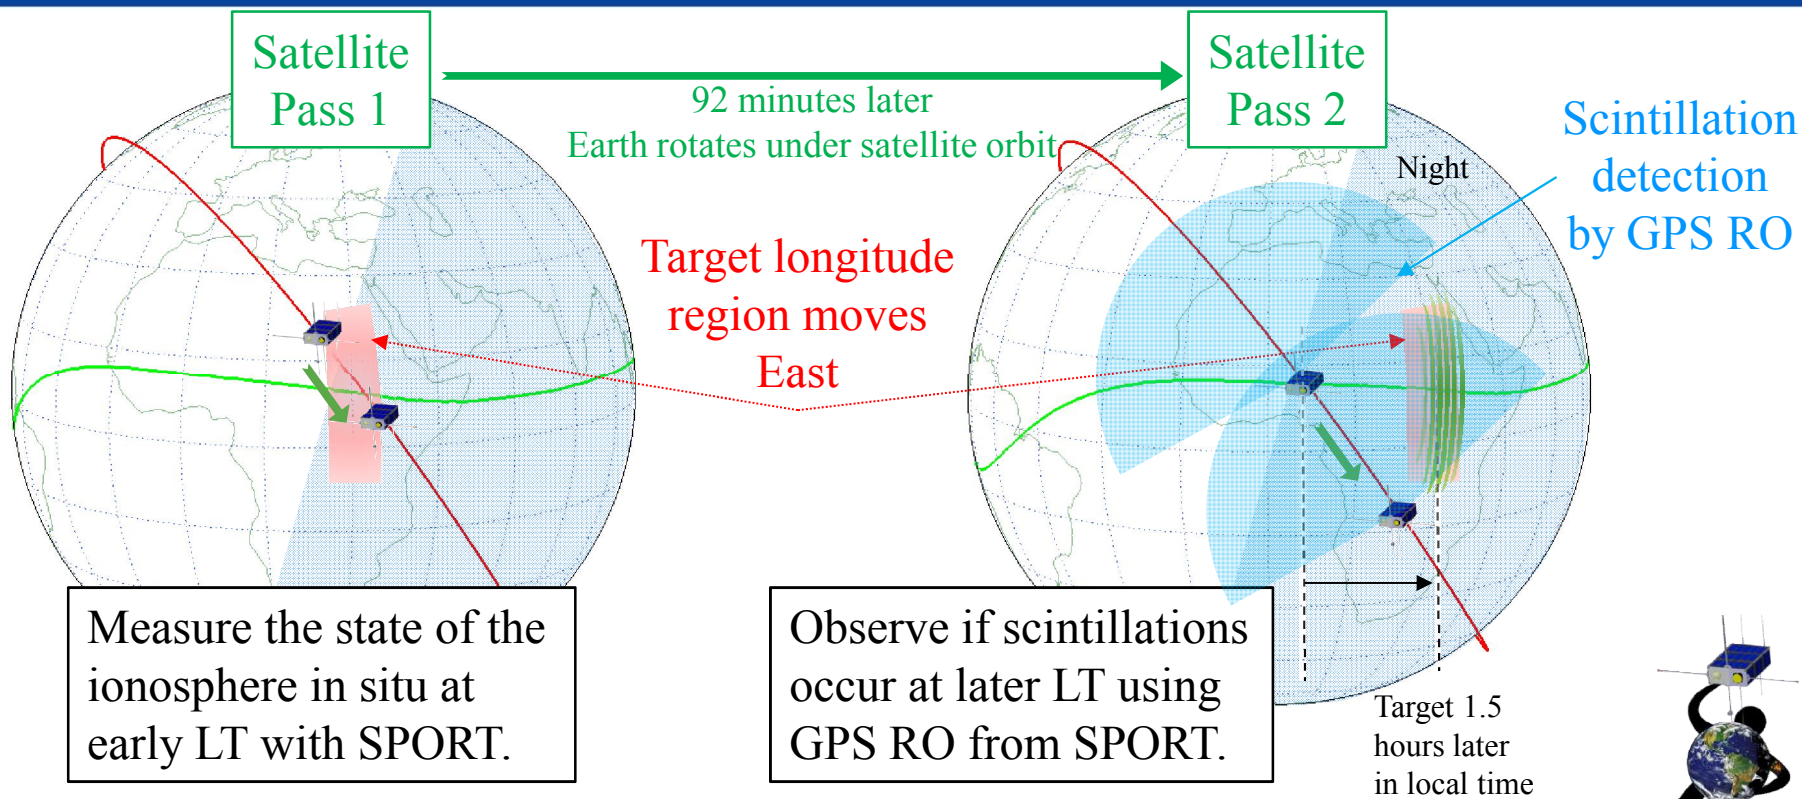 Satellite
Pass 1
92 minutes later
Earth rotates under satellite orbit
Satellite
Pass 2
Night
Scintillation
detection
by GPS RO
Target longitude
region moves
East
Measure the state of the
ionosphere in situ at
early LT with SPORT.
Observe if scintillations
occur at later LT using
GPS RO from SPORT.
Target 1.5
hours later
in local time